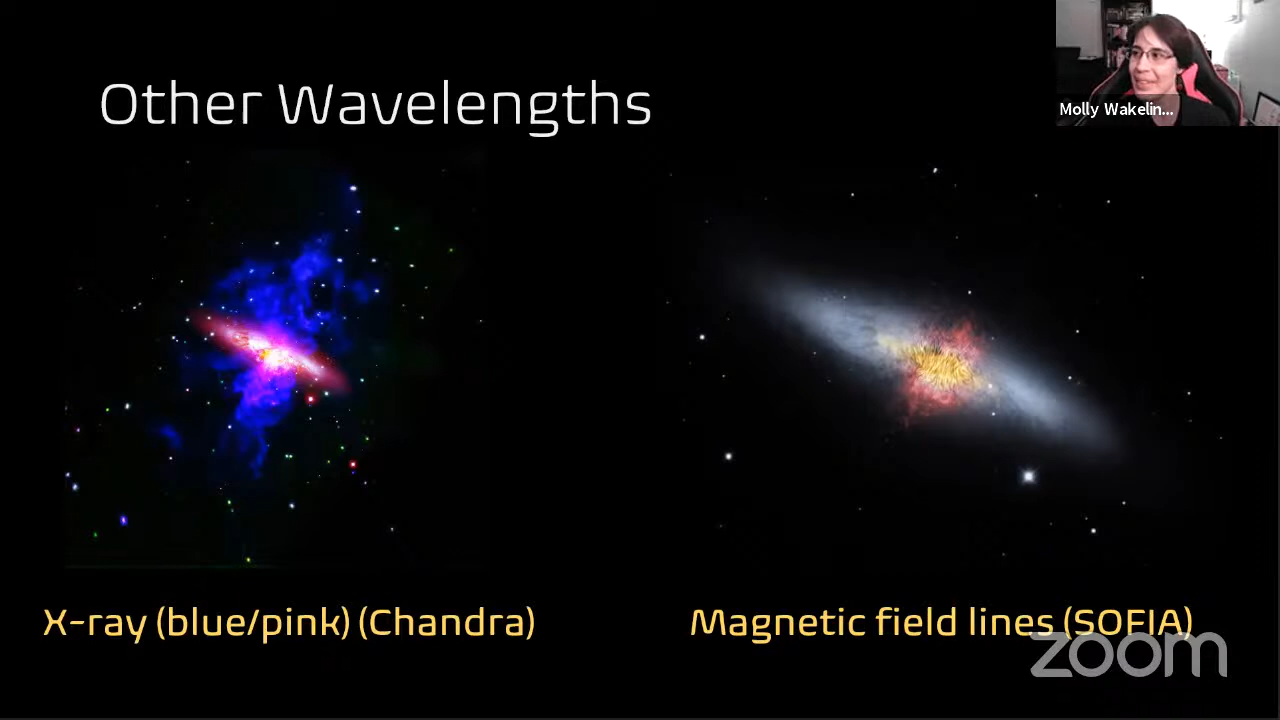 Other Wavelengths
Molly Wakelin...
X-ray (blue/pink) (Chandra)
Magnetic field lines (SOFIA)
zoom